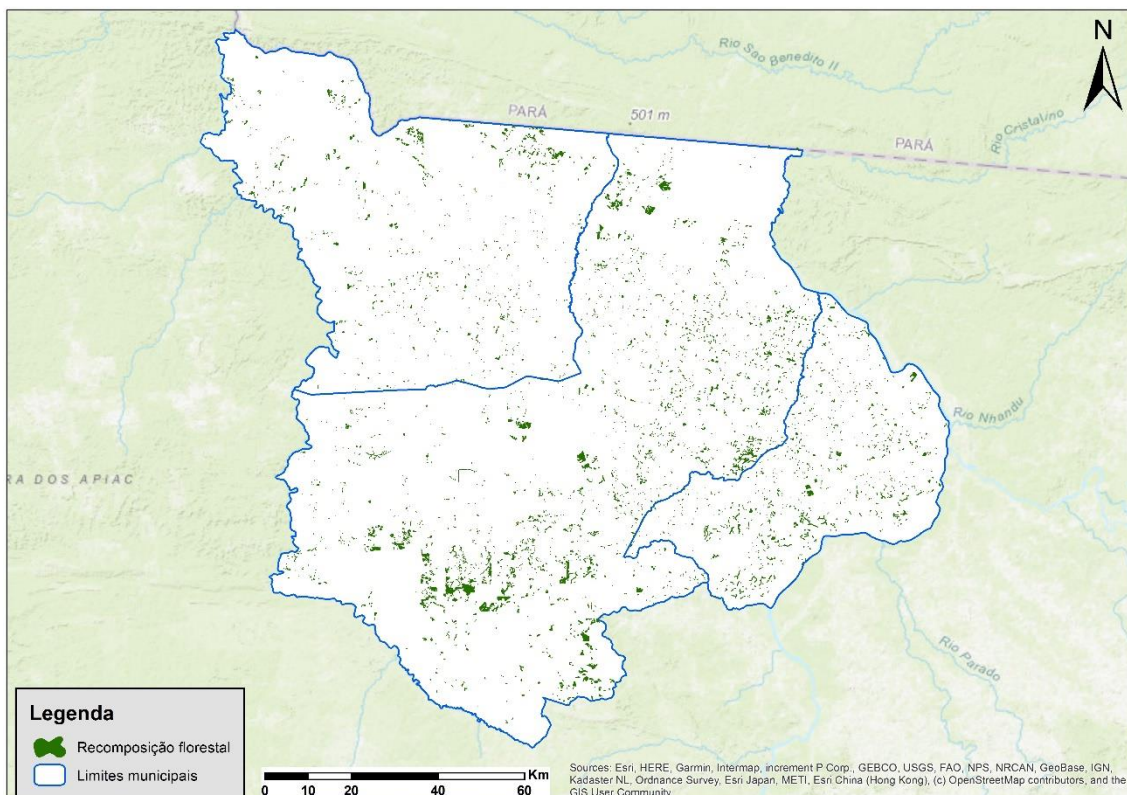 N
Rio São Benedito II
PARÁ
501 m
Rio Cristalino
PARÁ
Rio Nhandu
RA DOS APIAC
Rio Parado
Legenda
Recomposição florestal
Limites municipais
Km
0 10 20 40 60
Sources: Esri, HERE, Garmin, Intermap, increment P Corp., GEBCO, USGS, FAO, NPS, NRCAN, GeoBase, IGN,
Kadaster NL, Ordnance Survey, Esri Japan, METI, Esri China (Hong Kong), (c) OpenStreetMap contributors, and the
GIS User Community